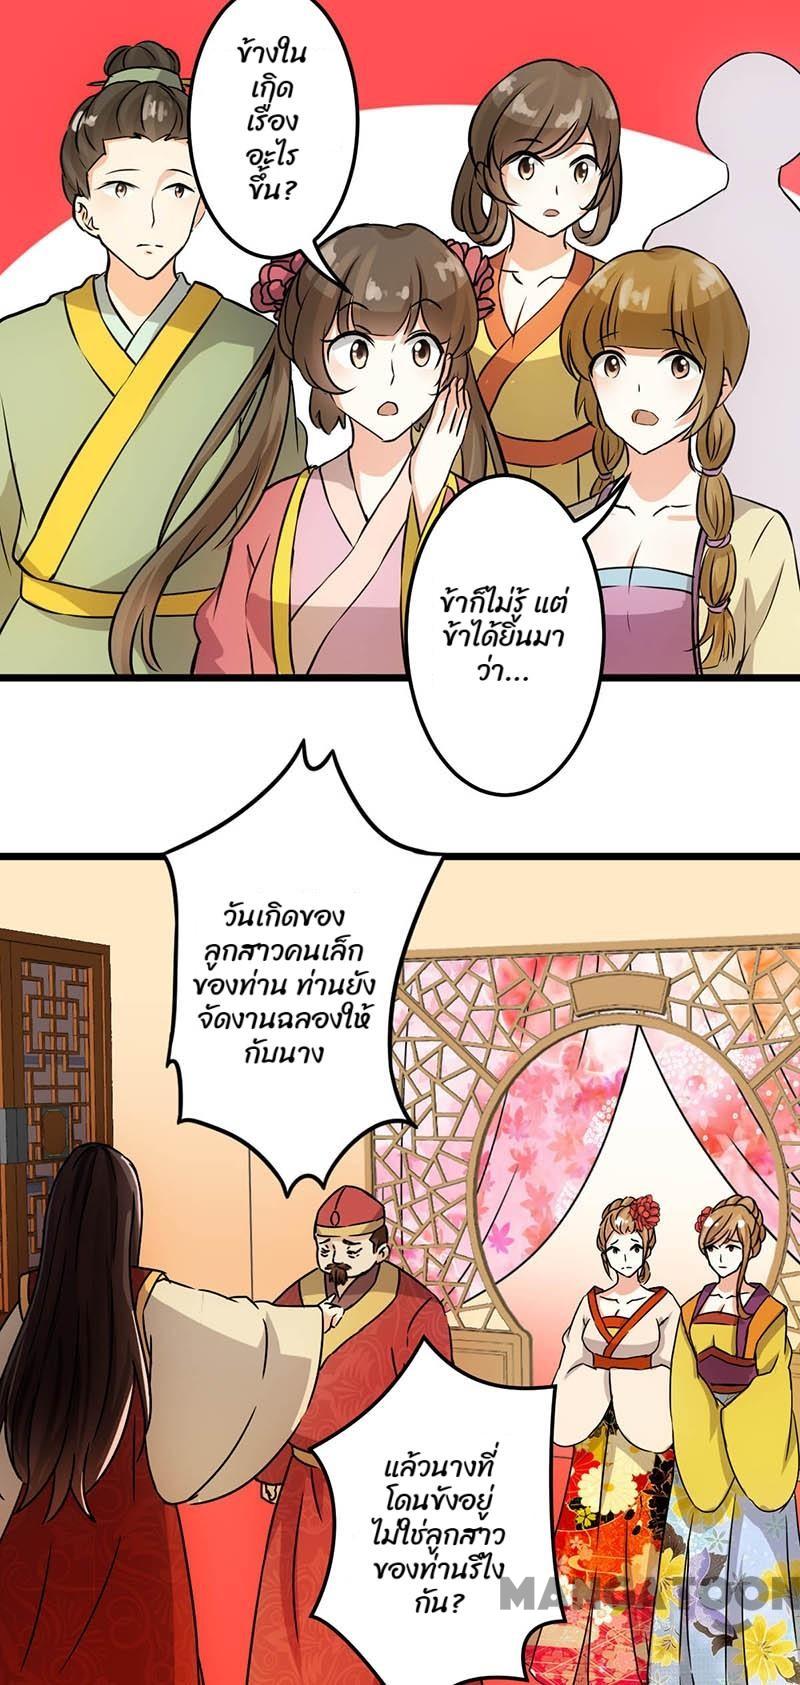 ข้างใน
เกิด
เรื่อง
อะไร
ขึ้น?
ข้าก็ไม่รู้ แต่
ข้าได้ยินมา
ว่า...
วันเกิดของ
ลูกสาวคนเล็ก
ของท่าน ท่านยัง
จัดงานฉลองให้
กับนาง
แล้วนางที่
โดนขังอยู่
ไม่ใช่ลูกสาว
ของท่านรึไง
กัน?
MANGATOON